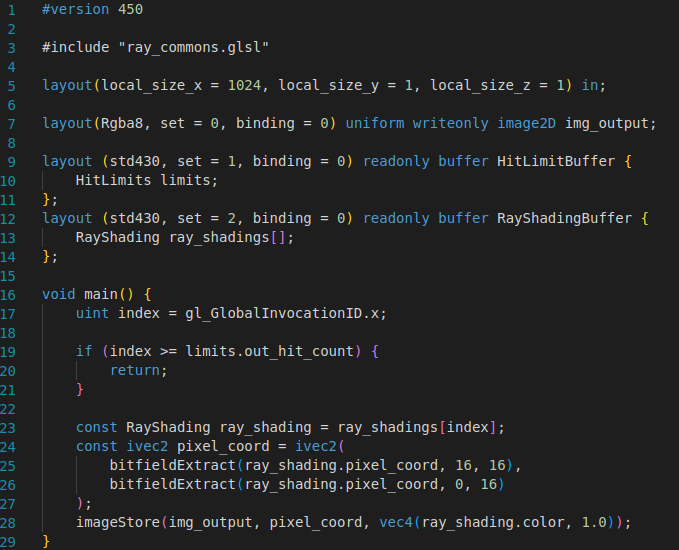 1 #version 450
2
3 #include "ray_commons.glsl"
4
5 layout(local_size_x = 1024, local_size_y = 1, local_size_z = 1) in;
6
7 layout(Rgba8, set = 0, binding = 0) uniform writeonly image2D img_output;
8
9 layout (std430, set = 1, binding = 0) readonly buffer HitLimitBuffer {
10     HitLimits limits;
11 };
12 layout (std430, set = 2, binding = 0) readonly buffer RayShadingBuffer {
13     RayShading ray_shadings[];
14 };
15
16 void main() {
17     uint index = gl_GlobalInvocationID.x;
18
19     if (index >= limits.out_hit_count) {
20         return;
21     }
22
23     const RayShading ray_shading = ray_shadings[index];
24     const ivec2 pixel_coord = ivec2(
25         bitfieldExtract(ray_shading.pixel_coord, 16, 16),
26         bitfieldExtract(ray_shading.pixel_coord, 0, 16)
27     );
28     imageStore(img_output, pixel_coord, vec4(ray_shading.color, 1.0));
29 }